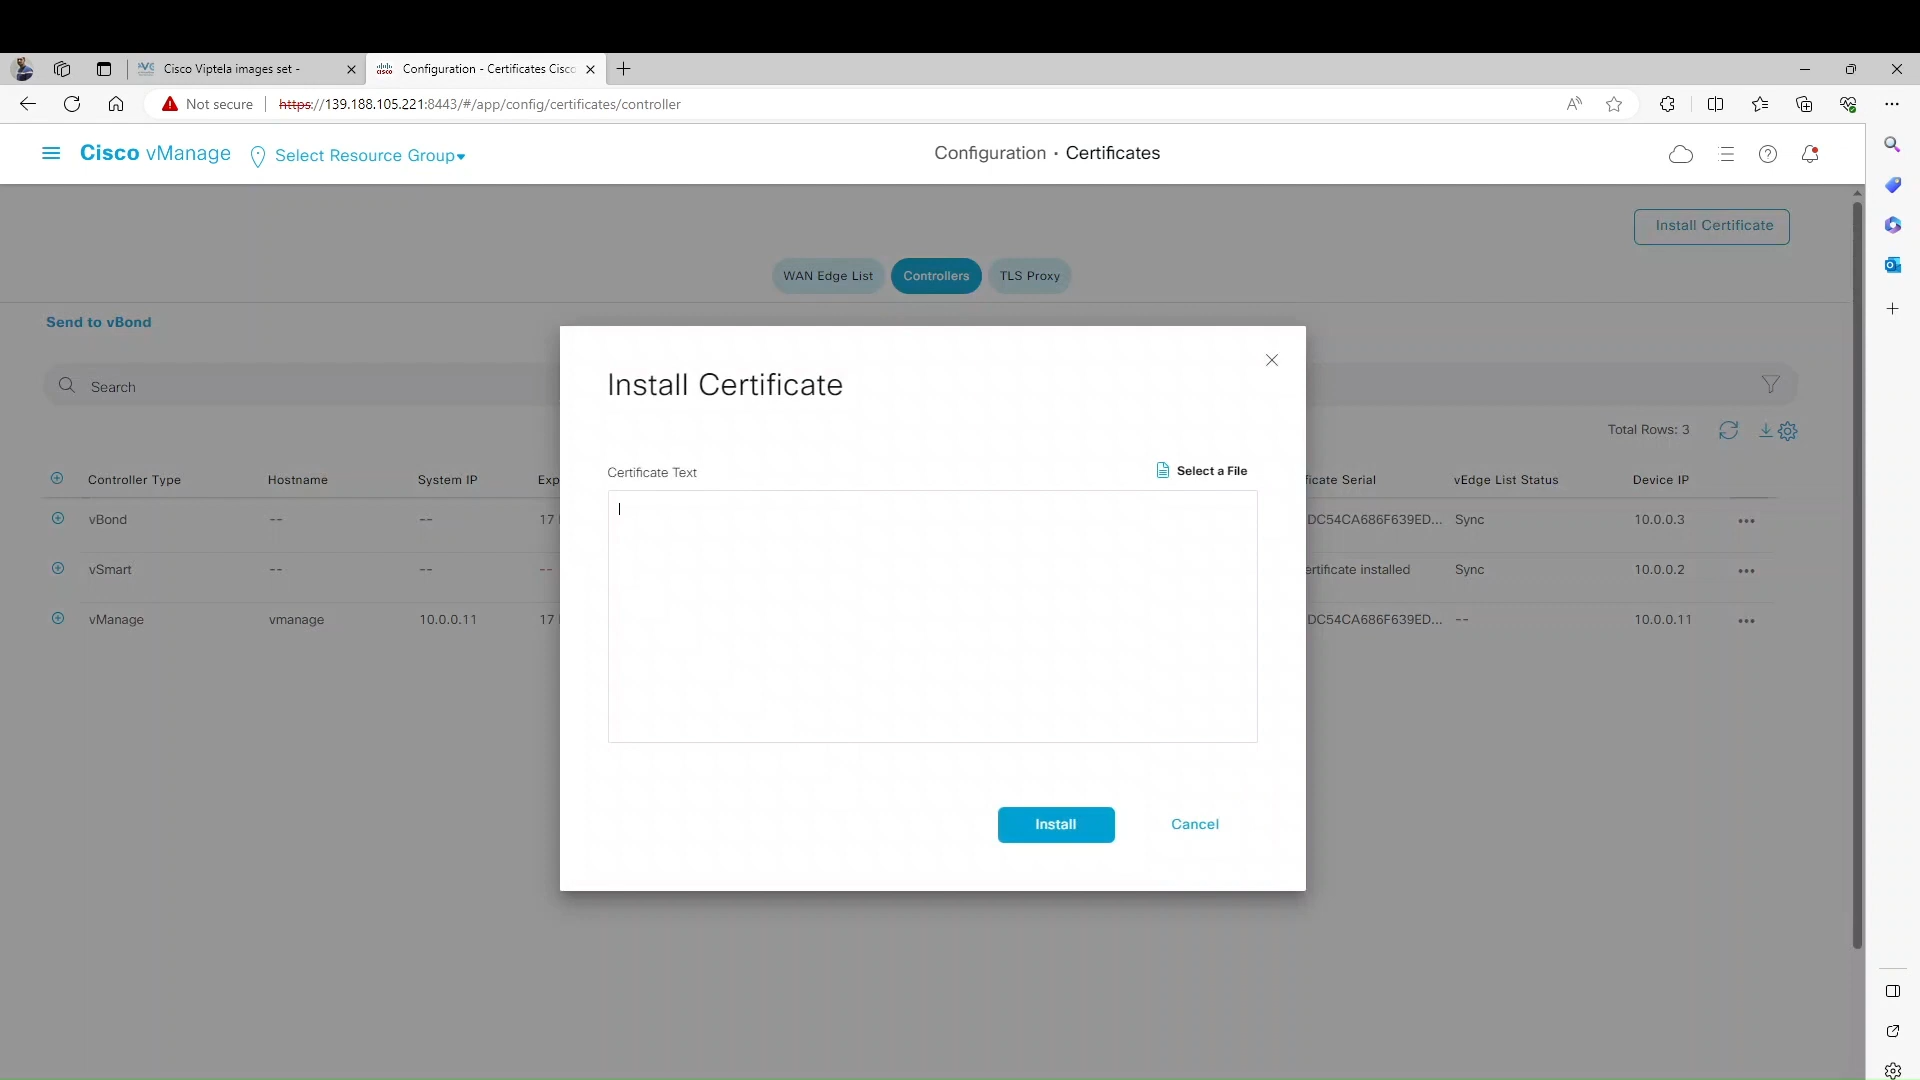 Cisco Viptela images set -
Configuration - Certificates Cisco
Not secure
https://139.188.105.221:8443/#/app/config/certificates/controller
Cisco vManage
Select Resource Group
Configuration · Certificates
Install Certificate
WAN Edge List
Controllers
TLS Proxy
Send to vBond
Search
Total Rows: 3
Controller Type Hostname System IP Exp ficate Serial vEdge List Status Device IP
vBond -- -- 17 DC54CA686F639ED... Sync 10.0.0.3
vSmart -- -- -- ertificate installed Sync 10.0.0.2
vManage vmanage 10.0.0.11 17 DC54CA686F639ED... -- 10.0.0.11
Install Certificate
Certificate Text
Select a File
Install
Cancel